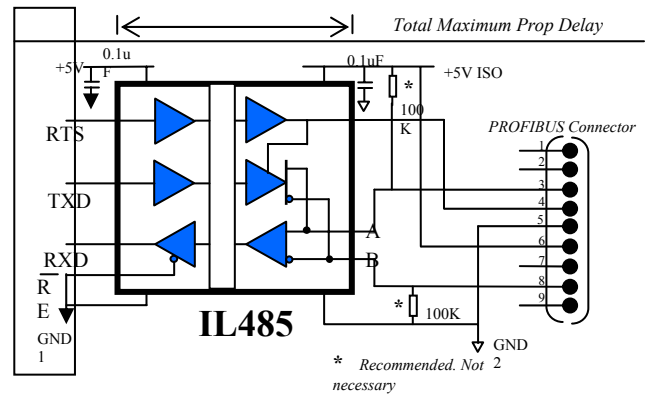 Total Maximum Prop Delay
0.1u
F
+5V
0.1uF
+5V ISO
*
100
K
PROFIBUS Connector
RTS
TXD
RXD
R
E
GND
1
A
B
1
2
3
4
5
6
7
8
9
IL485
*
100K
GND
2
* Recommended. Not
necessary